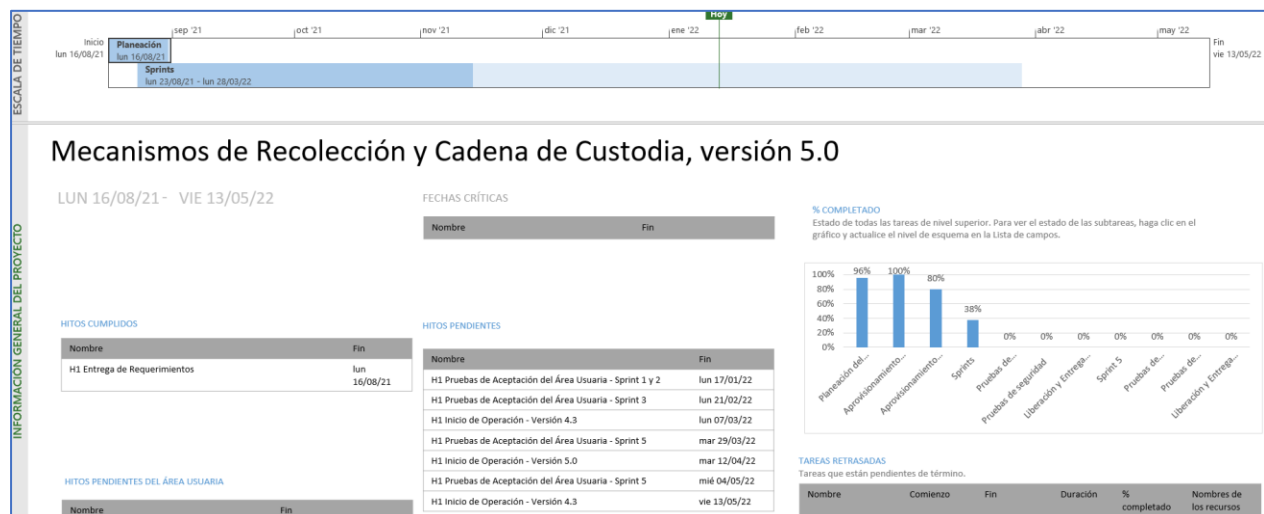 ESCALA DE TIEMPO
Hoy
sep '21
oct '21
nov '21
dic '21
ene '22
feb '22
mar '22
abr '22
may '22
Inicio
lun 16/08/21
Planeación
lun 16/08/21
Sprints
lun 23/08/21 - lun 28/03/22
Fin
vie 13/05/22
INFORMACIÓN GENERAL DEL PROYECTO
Mecanismos de Recolección y Cadena de Custodia, versión 5.0
LUN 16/08/21 - VIE 13/05/22
HITOS CUMPLIDOS
Nombre Fin
H1 Entrega de Requerimientos lun
16/08/21
HITOS PENDIENTES DEL ÁREA USUARIA
Nombre Fin
FECHAS CRÍTICAS
Nombre Fin
HITOS PENDIENTES
Nombre Fin
H1 Pruebas de Aceptación del Área Usuaria - Sprint 1 y 2 lun 17/01/22
H1 Pruebas de Aceptación del Área Usuaria - Sprint 3 lun 21/02/22
H1 Inicio de Operación - Versión 4.3 lun 07/03/22
H1 Pruebas de Aceptación del Área Usuaria - Sprint 5 mar 29/03/22
H1 Inicio de Operación - Versión 5.0 mar 12/04/22
H1 Pruebas de Aceptación del Área Usuaria - Sprint 5 mié 04/05/22
H1 Inicio de Operación - Versión 4.3 vie 13/05/22
% COMPLETADO
Estado de todas las tareas de nivel superior. Para ver el estado de las subtareas, haga clic en el
gráfico y actualice el nivel de esquema en la Lista de campos.
100%
80%
60%
40%
20%
0%
96%
100%
80%
38%
0%
0%
0%
0%
0%
0%
0%
Planeación del...
Aprovisionamiento...
Aprovisionamiento...
Sprints
Pruebas de...
Pruebas de seguridad
Liberación y Entrega...
Sprint 5
Pruebas de...
Pruebas de...
Liberación y Entrega...
TAREAS RETRASADAS
Tareas que están pendientes de término.
Nombre Comienzo Fin Duración % completado Nombres de los recursos